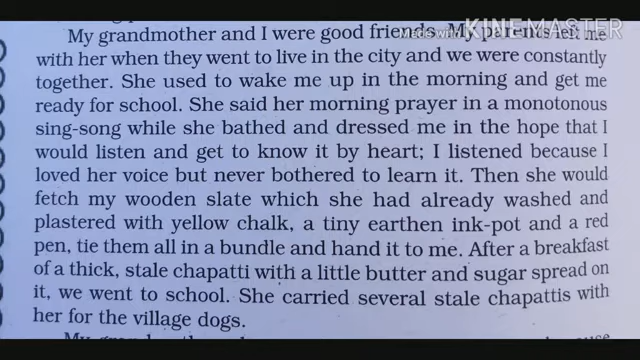 KINEMASTER
My grandmother and I were good friends. My parents left me
with her when they went to live in the city and we were constantly
together. She used to wake me up in the morning and get me
ready for school. She said her morning prayer in a monotonous
sing-song while she bathed and dressed me in the hope that I
would listen and get to know it by heart; I listened because I
loved her voice but never bothered to learn it. Then she would
fetch my wooden slate which she had already washed and
plastered with yellow chalk, a tiny earthen ink-pot and a red
pen, tie them all in a bundle and hand it to me. After a breakfast
of a thick, stale chapatti with a little butter and sugar spread on
it, we went to school. She carried several stale chapattis with
her for the village dogs.